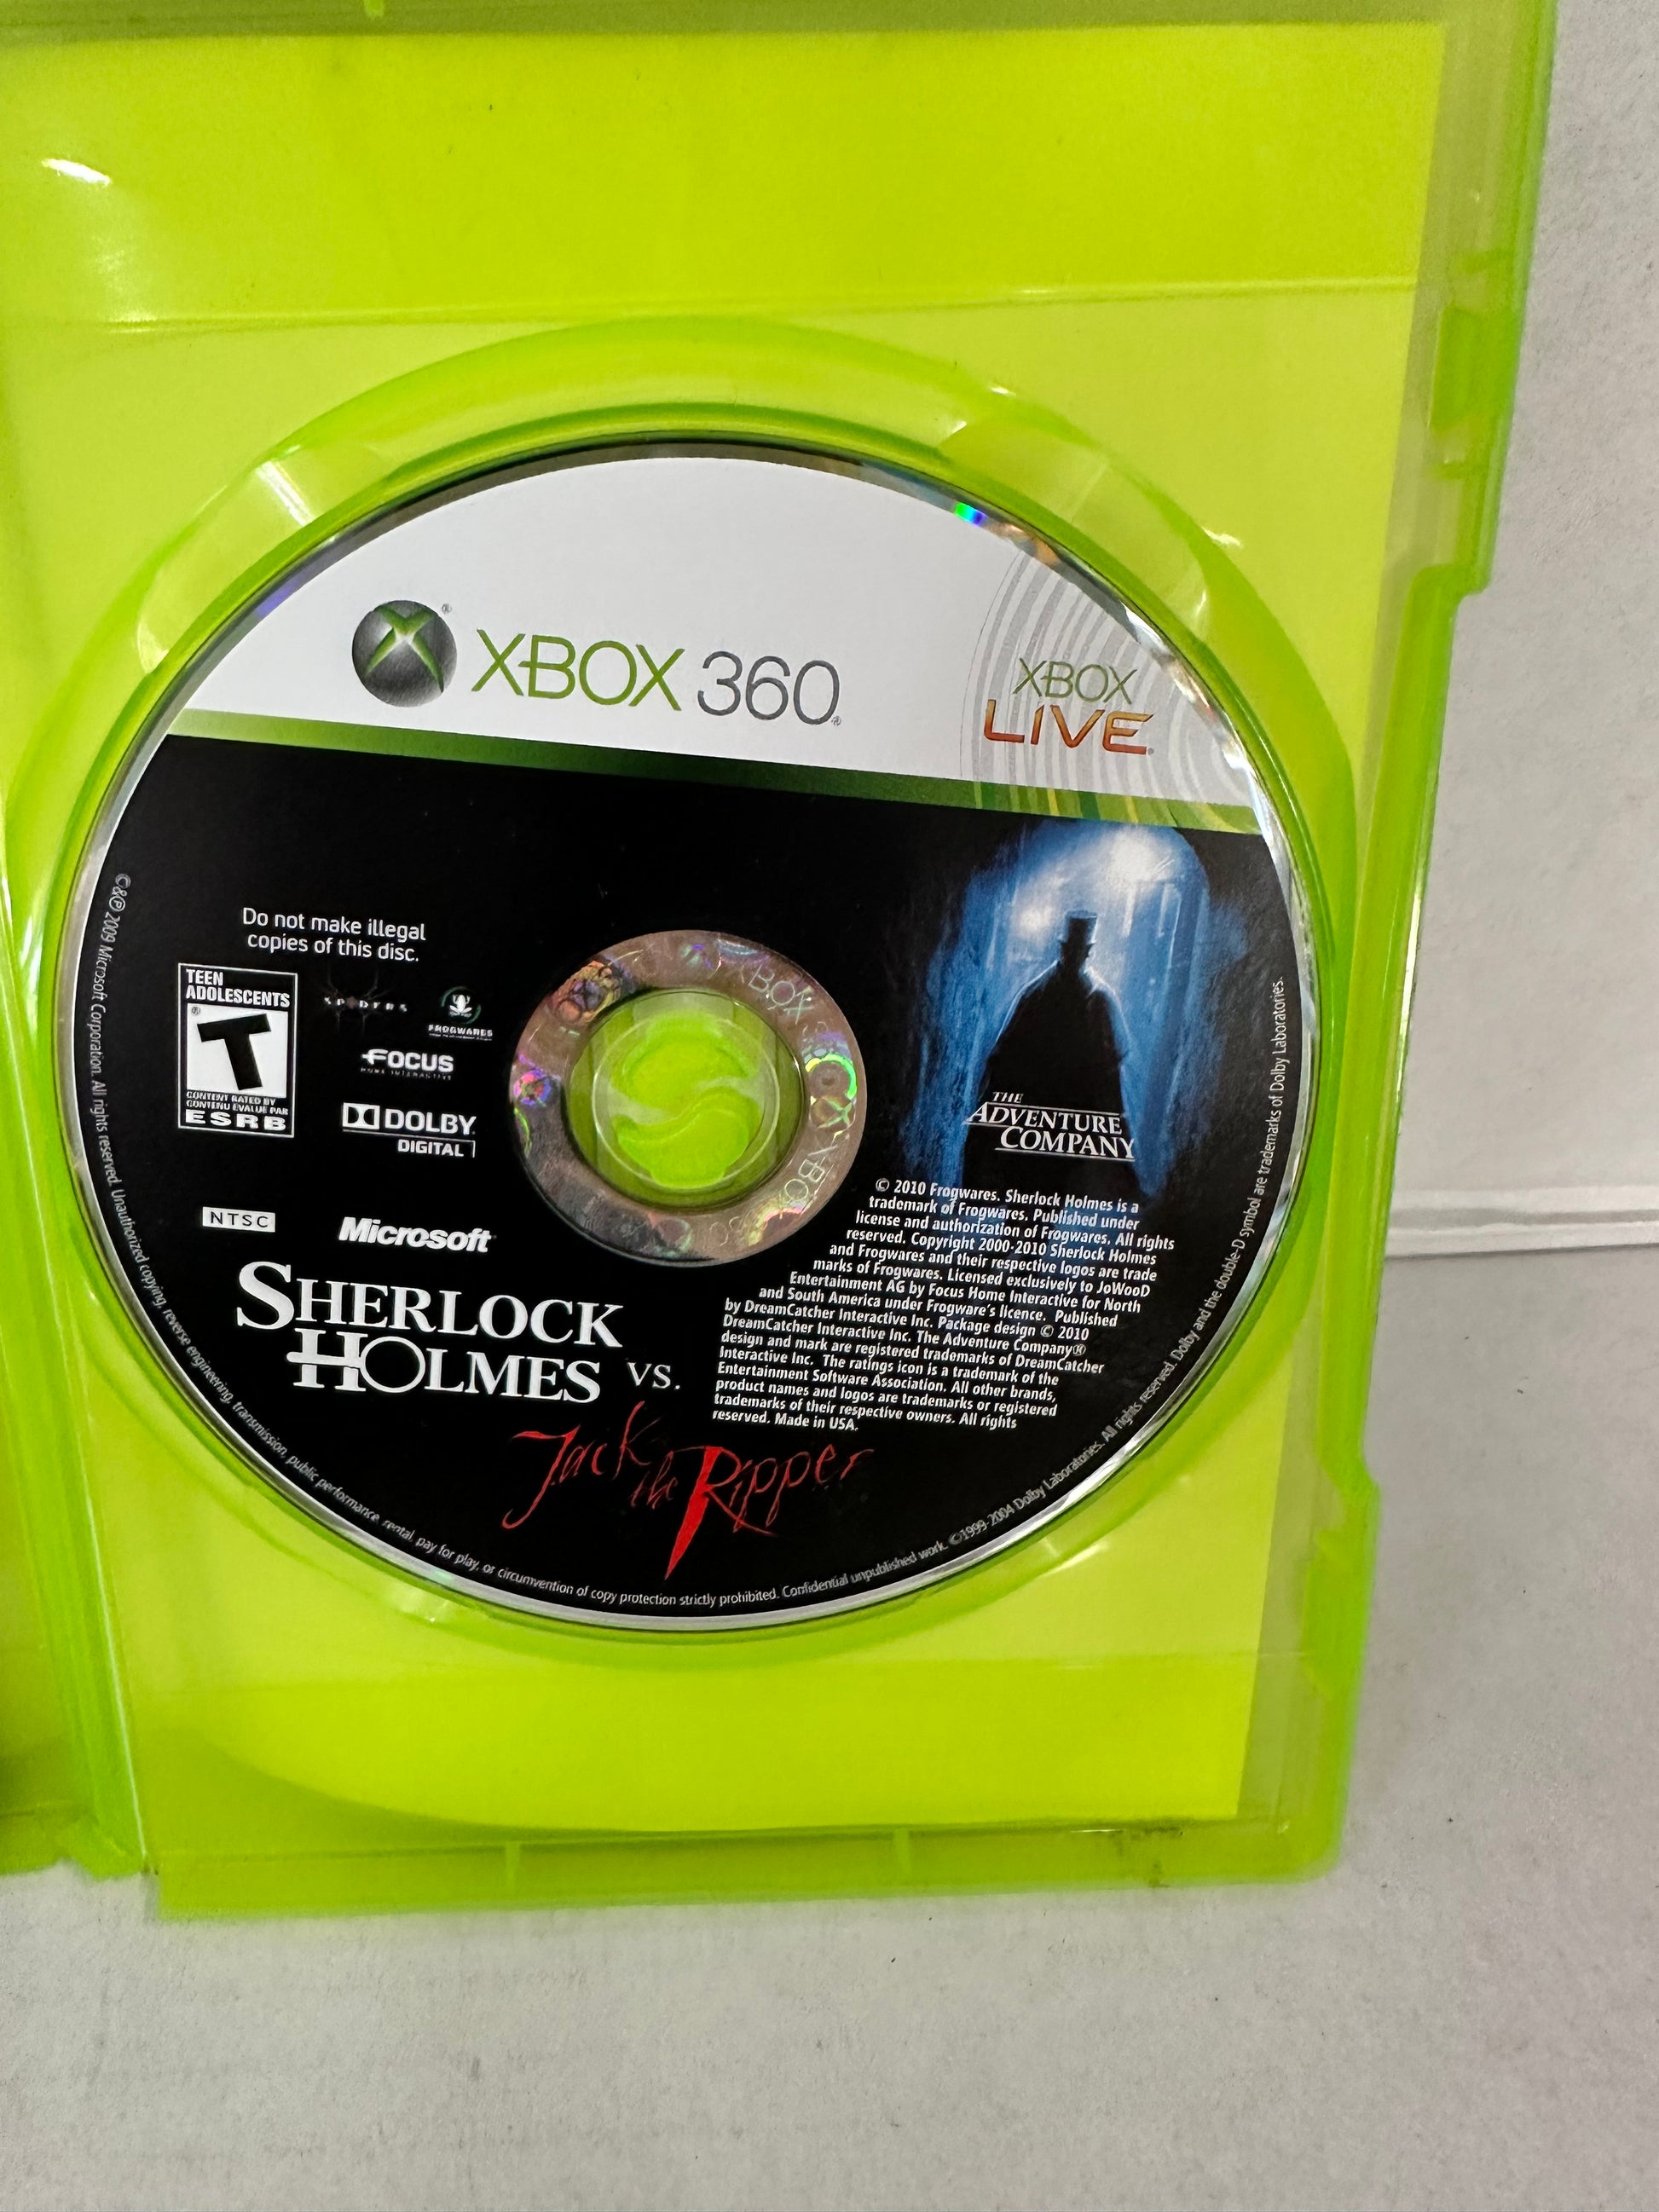 XBOX 360
XBOX
LIVE
Do not make illegal
copies of this disc.
TEEN
ADOLESCENTS
T
CONTENT RATED BY
CONTENU ÉVALUÉ PAR
ESRB
SPIDERS
FROGWARES
FOCUS
HOME INTERACTIVE
DOLBY
DIGITAL
NTSC
Microsoft
SHERLOCK
HOLMES VS.
Jack
the Ripper
THE
ADVENTURE
COMPANY
© 2010 Frogwares. Sherlock Holmes is a
trademark of Frogwares. Published under
license and authorization of Frogwares. All rights
reserved. Copyright 2000-2010 Sherlock Holmes
and Frogwares and their respective logos are trade
marks of Frogwares. Licensed exclusively to JoWooD
Entertainment AG by Focus Home Interactive for North
and South America under Frogware's licence. Published
by DreamCatcher Interactive Inc. Package design © 2010
DreamCatcher Interactive Inc. The Adventure Company®
design and mark are registered trademarks of DreamCatcher
Interactive Inc. The ratings icon is a trademark of the
Entertainment Software Association. All other brands,
product names and logos are trademarks or registered
trademarks of their respective owners. All rights
reserved. Made in USA.
©&℗ 2009 Microsoft Corporation. All rights reserved. Unauthorized copying, reverse engineering, transmission, public performance, rental, pay for play, or circumvention of copy protection strictly prohibited. Confidential unpublished work. ©1999-2004 Dolby Laboratories. All rights reserved. Dolby and the double-D symbol are trademarks of Dolby Laboratories.